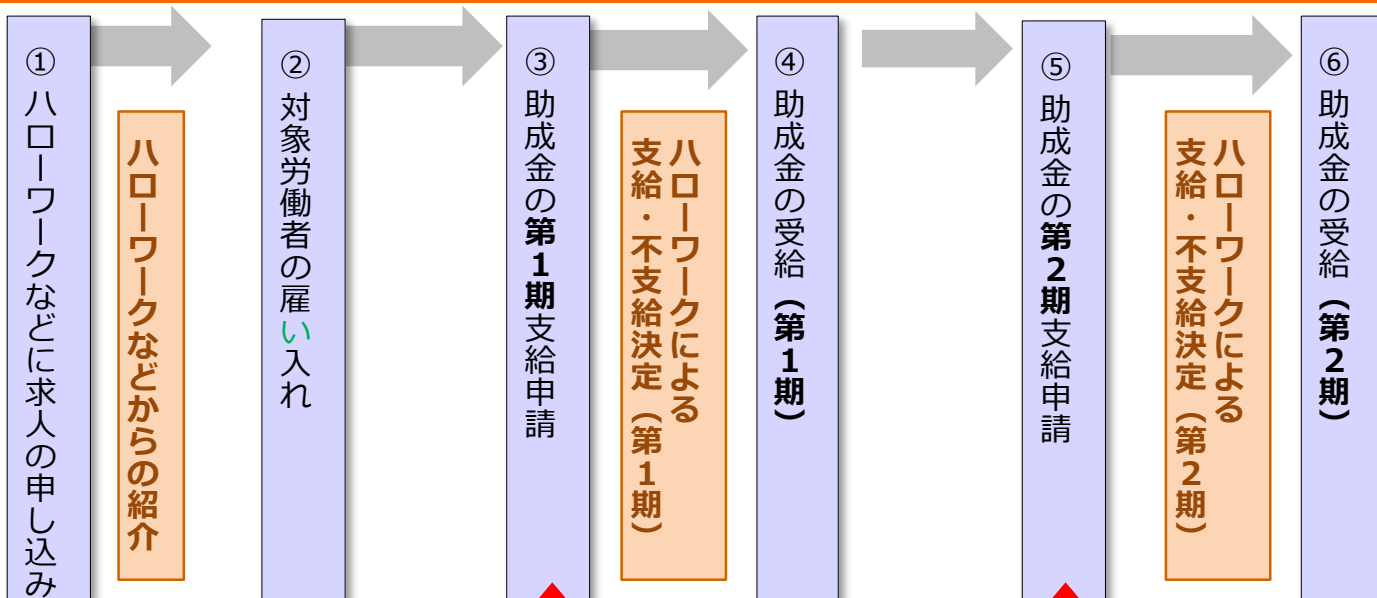 ① ハローワークなどに求人の申し込み
ハローワークなどからの紹介
② 対象労働者の雇い入れ
③ 助成金の第1期支給申請
ハローワークによる
支給・不支給決定（第1期）
④ 助成金の受給（第1期）
⑤ 助成金の第2期支給申請
ハローワークによる
支給・不支給決定（第2期）
⑥ 助成金の受給（第2期）